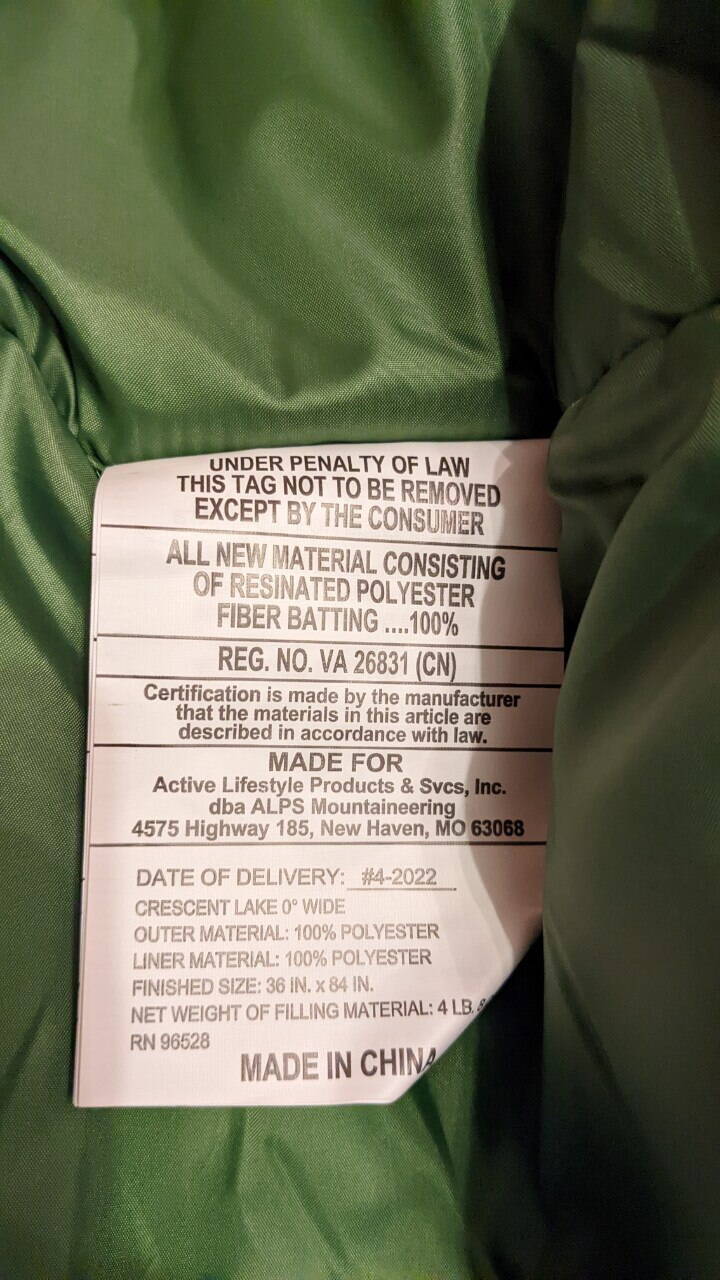 UNDER PENALTY OF LAW
THIS TAG NOT TO BE REMOVED
EXCEPT BY THE CONSUMER
ALL NEW MATERIAL CONSISTING
OF RESINATED POLYESTER
FIBER BATTING ....100%
REG. NO. VA 26831 (CN)
Certification is made by the manufacturer
that the materials in this article are
described in accordance with law.
MADE FOR
Active Lifestyle Products & Svcs, Inc.
dba ALPS Mountaineering
4575 Highway 185, New Haven, MO 63068
DATE OF DELIVERY: #4-2022
CRESCENT LAKE 0° WIDE
OUTER MATERIAL: 100% POLYESTER
LINER MATERIAL: 100% POLYESTER
FINISHED SIZE: 36 IN. x 84 IN.
NET WEIGHT OF FILLING MATERIAL: 4 LB.
RN 96528
MADE IN CHINA